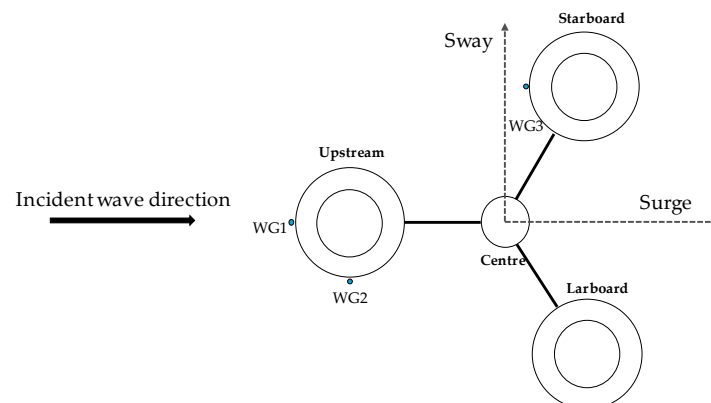 Starboard
Sway
WG3
Upstream
Incident wave direction
Surge
WG1
Centre
Larboard
WG2